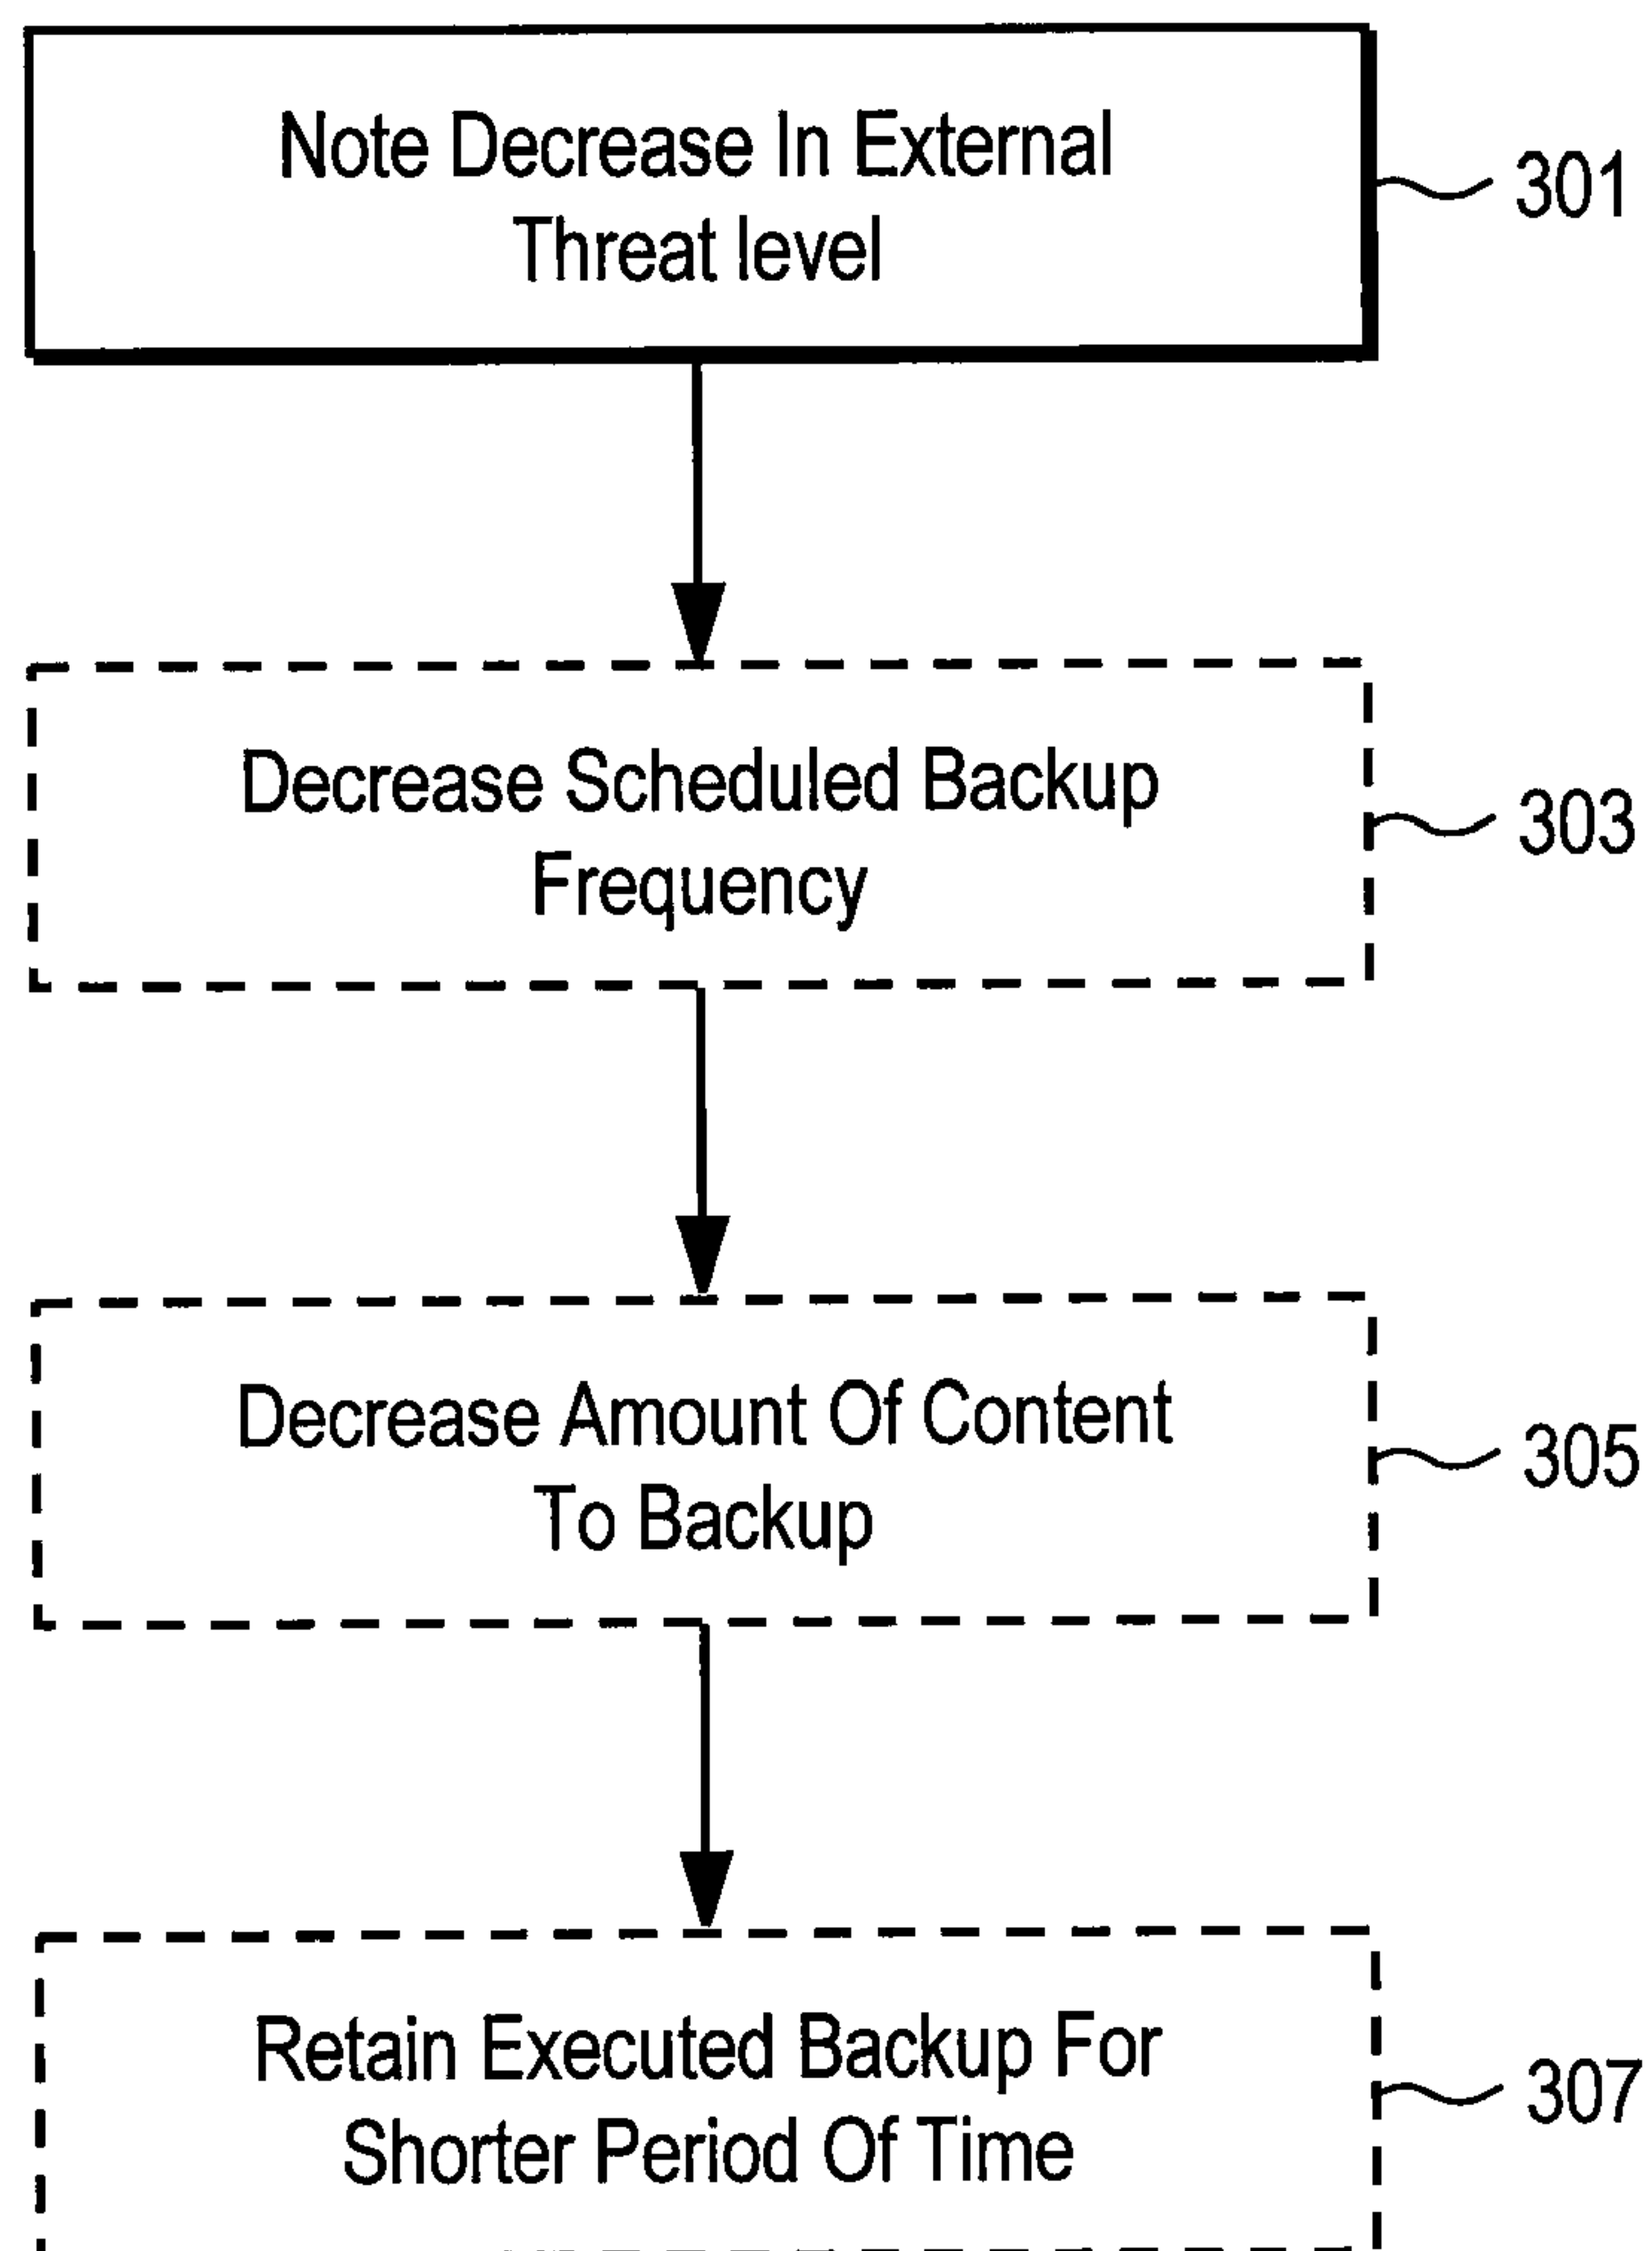 Note Decrease In External
Threat level
301
Decrease Scheduled Backup
Frequency
303
Decrease Amount Of Content
To Backup
305
Retain Executed Backup For
Shorter Period Of Time
307